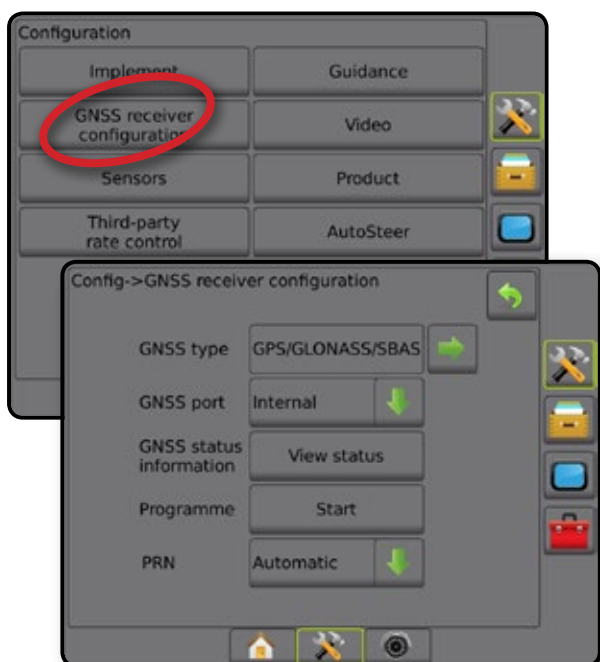 Configuration
Implement
Guidance
GNSS receiver
configuration
Video
Sensors
Product
Third-party
rate control
AutoSteer
Config->GNSS receiver configuration
GNSS type
GPS/GLONASS/SBAS
GNSS port
Internal
GNSS status
information
View status
Programme
Start
PRN
Automatic